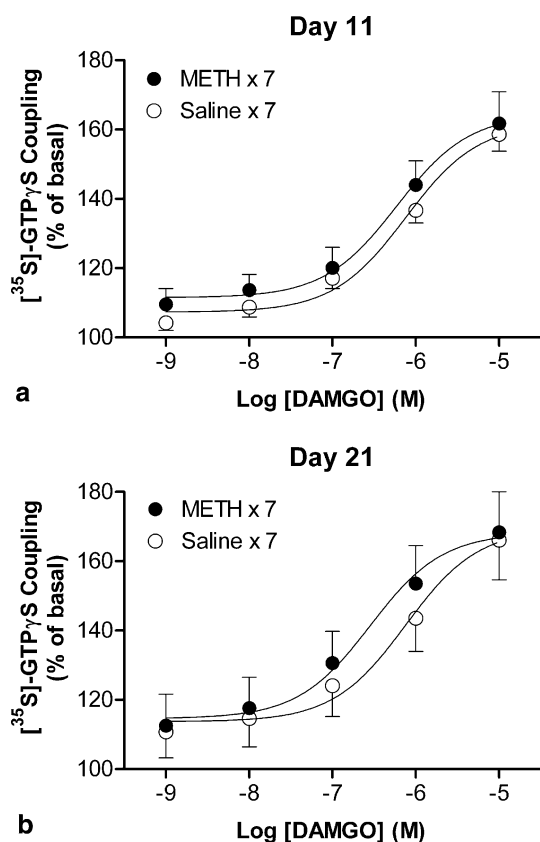 Day 11
METH x 7
Saline x 7
[³⁵S]-GTPγS Coupling
(% of basal)
180
160
140
120
100
-9 -8 -7 -6 -5
Log [DAMGO] (M)
a
Day 21
METH x 7
Saline x 7
[³⁵S]-GTPγS Coupling
(% of basal)
180
160
140
120
100
-9 -8 -7 -6 -5
Log [DAMGO] (M)
b